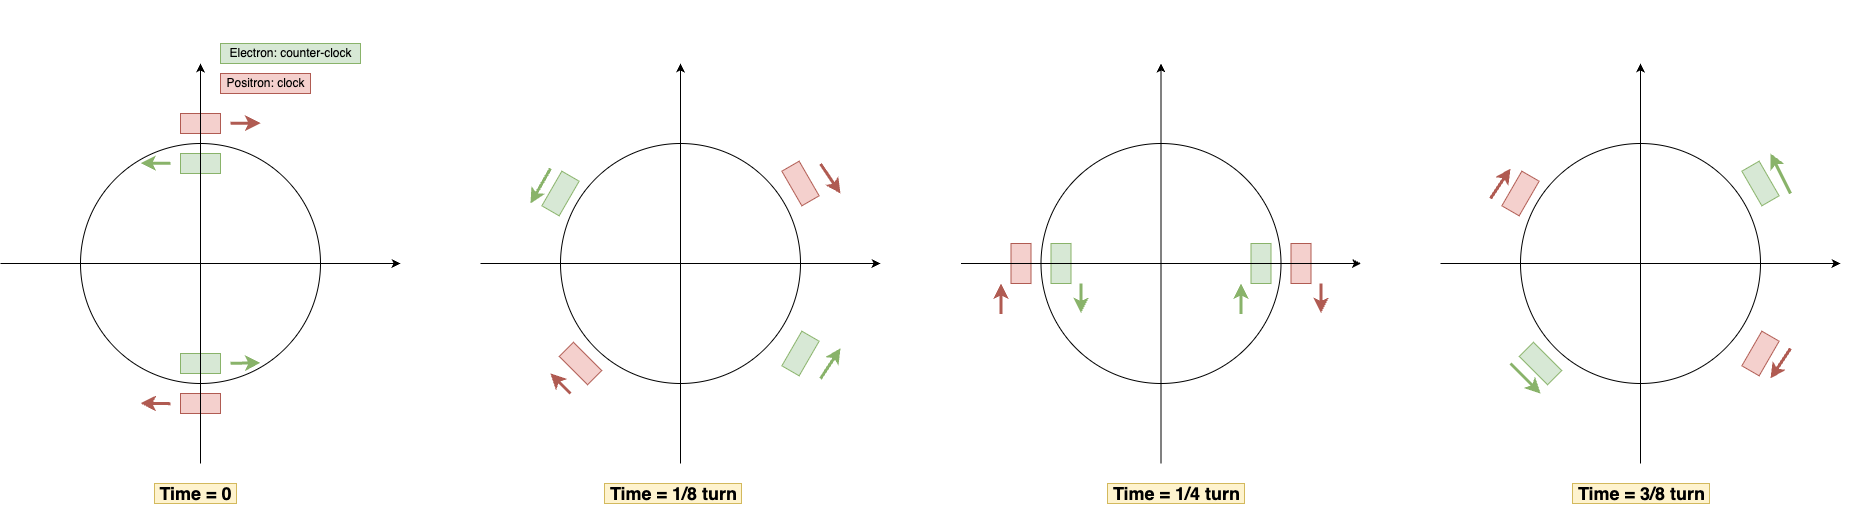 Electron: counter-clock
Positron: clock
Time = 0
Time = 1/8 turn
Time = 1/4 turn
Time = 3/8 turn